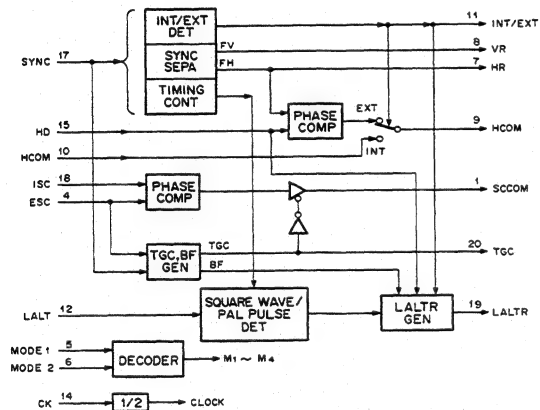 INT/EXT DET
SYNC SEPA
TIMING CONT
11 INT/EXT
FV 8 VR
FH 7 HR
SYNC 17
PHASE COMP
EXT
INT
9 HCOM
HD 15
HCOM 10
ISC 18
ESC 4
PHASE COMP
1 SCCOM
TGC, BF GEN
TGC
BF
20 TGC
LALT 12
SQUARE WAVE/ PAL PULSE DET
LALTR GEN
19 LALTR
MODE 1 5
MODE 2 6
DECODER
M1 ~ M4
CK 14
1/2
CLOCK